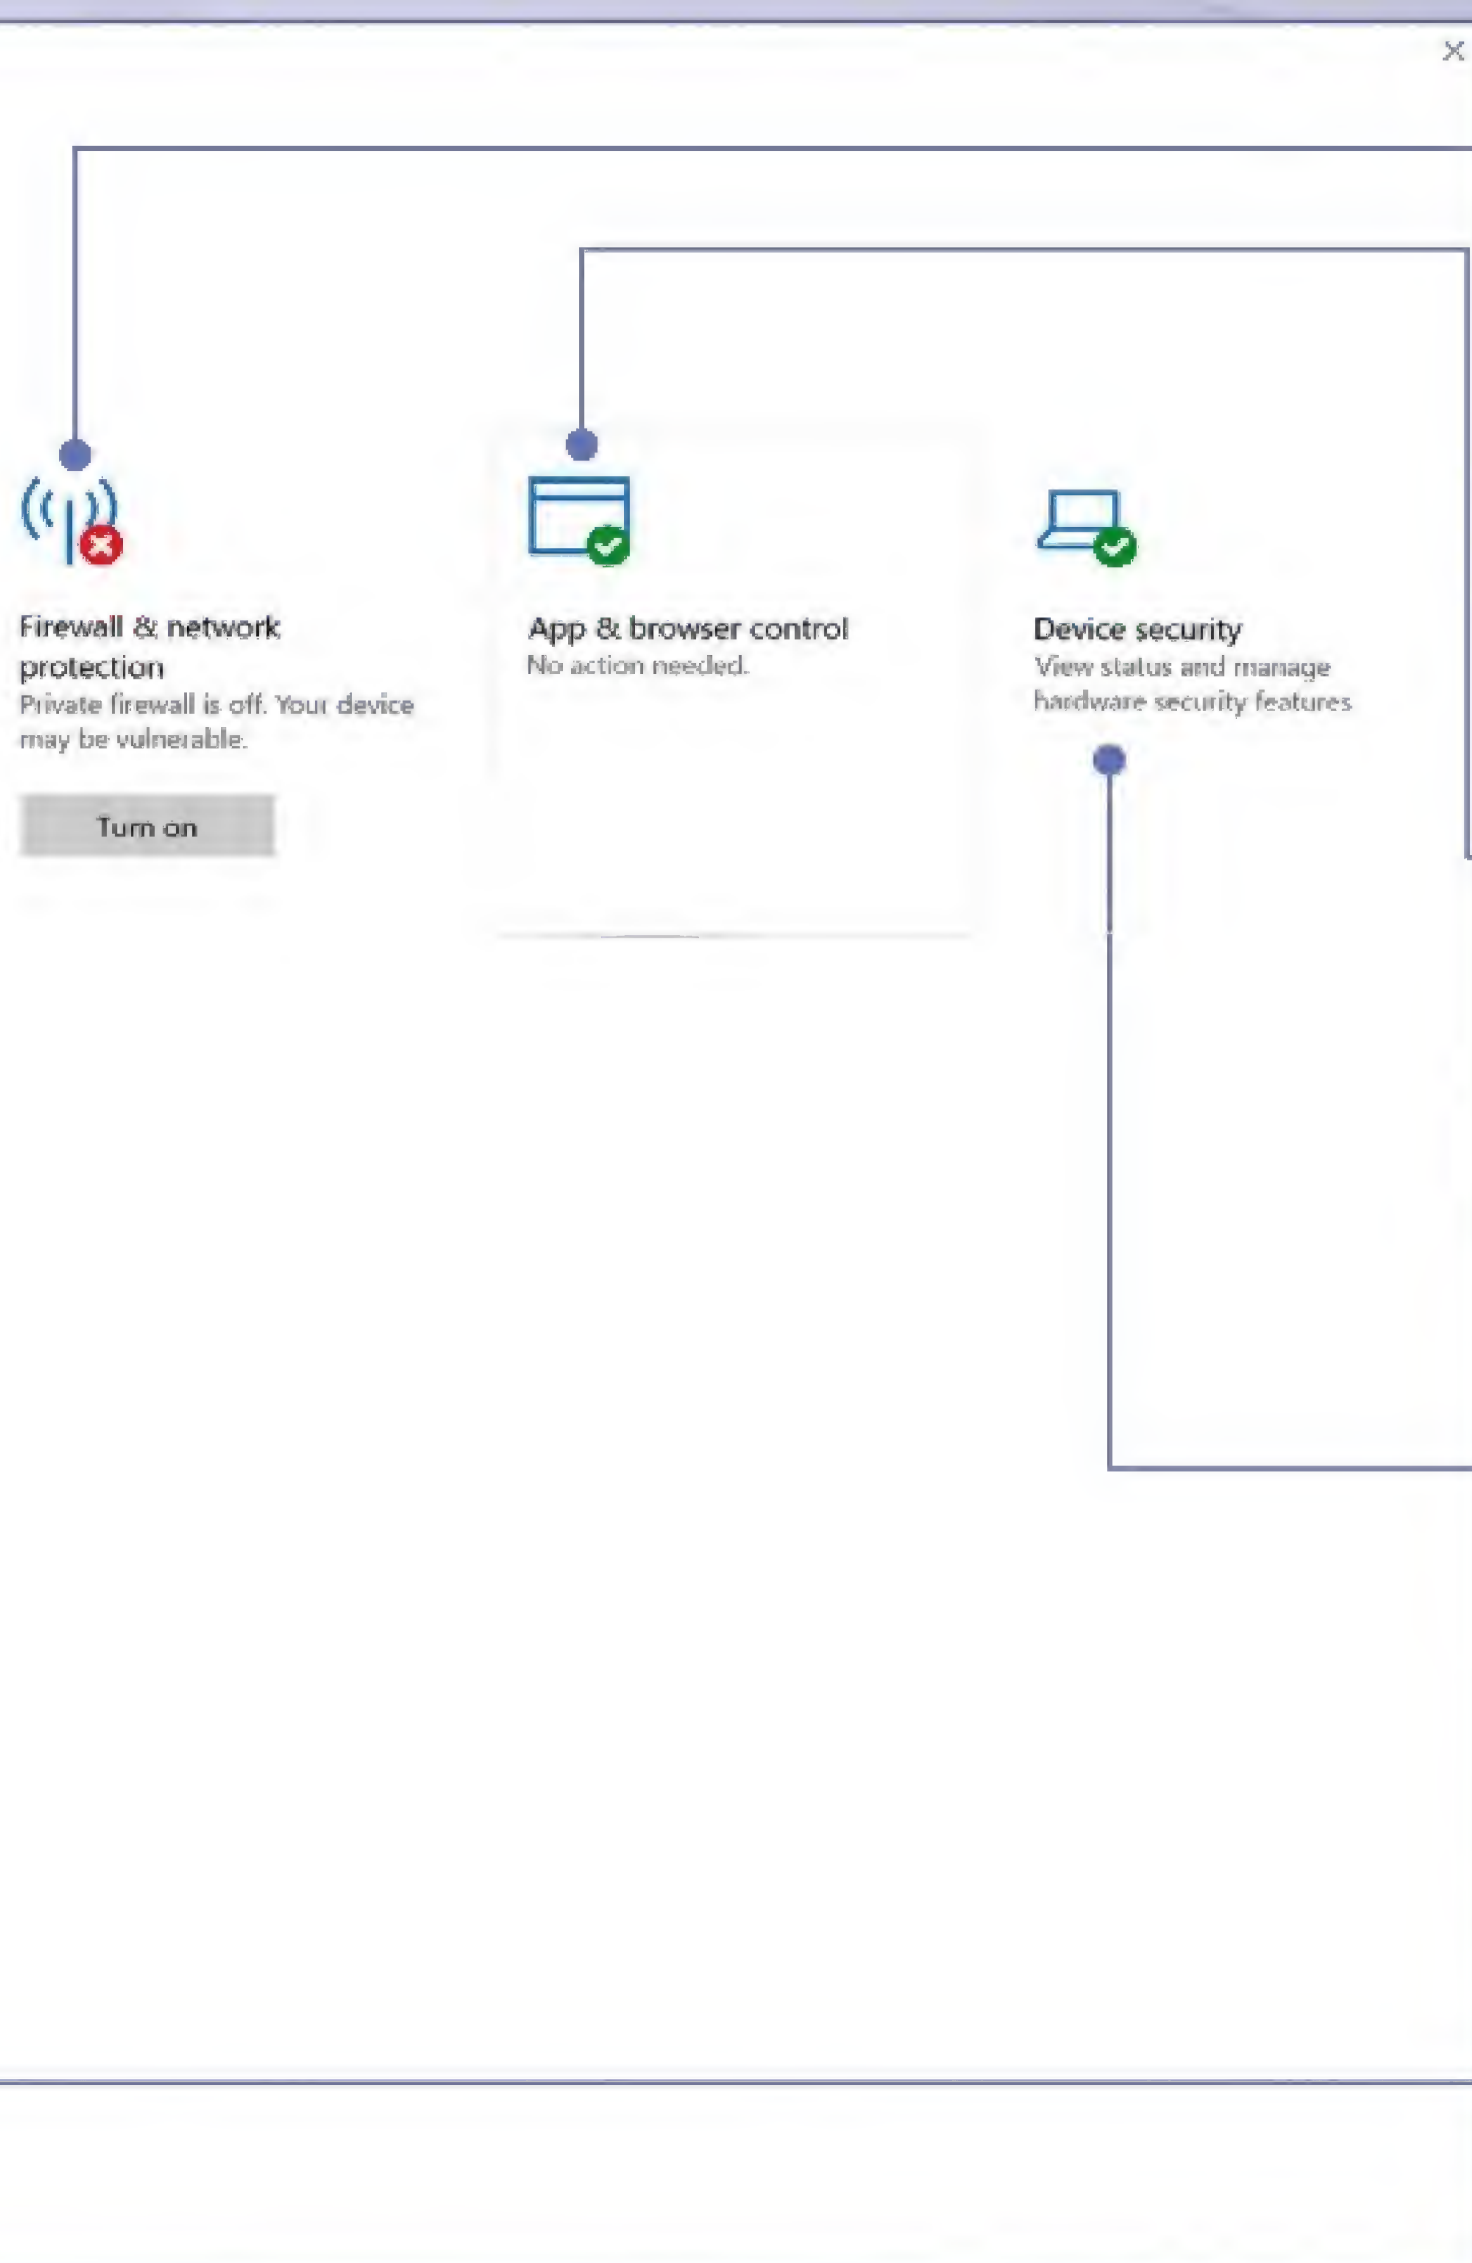 Firewall & network
protection
Private firewall is off. Your device
may be vulnerable.
Turn on
App & browser control
No action needed.
Device security
View status and manage
hardware security features